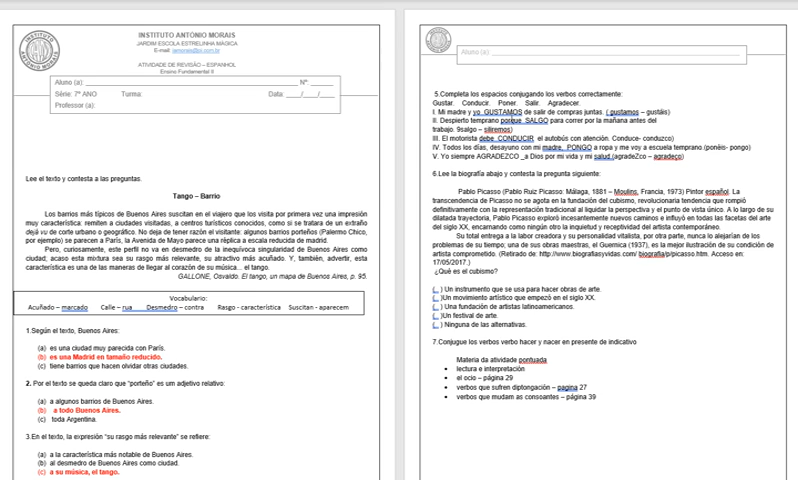 INSTITUTO ANTONIO MORAIS
JARDIM ESCOLA ESTRELINHA MAGICA
E-mail:
ATIVIDADE DE REVISÃO – ESPANHOL
Ensino Fundamental II
INSTITUTO
ANTONIO MORAIS
Aluno (a): Nº:
Série: 7º ANO Turma: Data: ____/____/____
Professor (a):
Lee el texto y contesta a las preguntas.
Tango – Barrio
Los barrios más típicos de Buenos Aires suscitan en el viajero que los visita por primera vez una impresión
muy característica: remiten a ciudades visitadas, a centros turísticos conocidos, como si se tratara de un extraño
dejà vu de corte urbano o geográfico. No deja de tener razón el visitante: algunos barrios porteños (Palermo Chico,
por ejemplo) se parecen a París, la Avenida de Mayo parece una réplica a escala reducida de madrid.
Pero, curiosamente, este perfil no va en desmedro de la inequívoca singularidad de Buenos Aires como
ciudad; acaso esta mixtura sea su rasgo más relevante, su atractivo más acuñado. Y, también, advertir, esta
característica es una de las maneras de llegar al corazón de su música... el tango.
GALLONE, Osvaldo. El tango, un mapa de Buenos Aires, p. 95.
Vocabulario:
Acuñado – marcado Calle – rua Desmedro – contra Rasgo - característica Suscitan - aparecem
1.Según el texto, Buenos Aires:
(a) es una ciudad muy parecida con París.
(b) es una Madrid en tamaño reducido.
(c) tiene barrios que hacen olvidar otras ciudades.
2. Por el texto se queda claro que "porteño" es um adjetivo relativo:
(a) a algunos barrios de Buenos Aires.
(b) a todo Buenos Aires.
(c) toda Argentina.
3.En el texto, la expresión "su rasgo más relevante" se refiere:
(a) a la característica más notable de Buenos Aires.
(b) al desmedro de Buenos Aires como ciudad.
(c) a su música, el tango.
Aluno (a):
5.Completa los espacios conjugando los verbos correctamente:
Gustar. Conducir. Poner. Salir. Agradecer.
I. Mi madre y yo_GUSTAMOS de salir de compras juntas. ( gustamos – gustáis)
II. Despierto temprano porque_SALGO para correr por la mañana antes del
trabajo. 9salgo – saliremos)
III. El motorista debe_CONDUCIR_el autobús con atención. Conduce- conduzco)
IV. Todos los días, desayuno con mi madre,_PONGO a ropa y me voy a escuela temprano.(ponéis- pongo)
V. Yo siempre AGRADEZCO _a Dios por mi vida y mi salud.(agradeZco – agradeço)
6.Lee la biografía abajo y contesta la pregunta siguiente:
Pablo Picasso (Pablo Ruiz Picasso: Málaga, 1881 – Moulins, Francia, 1973) Pintor español. La
transcendencia de Picasso no se agota en la fundación del cubismo, revolucionaria tendencia que rompió
definitivamente con la representación tradicional al liquidar la perspectiva y el punto de vista único. A lo largo de su
dilatada trayectoria, Pablo Picasso exploró incesantemente nuevos caminos e influyó en todas las facetas del arte
del siglo XX, encarnando como ningún otro la inquietud y receptividad del artista contemporáneo.
Su total entrega a la labor creadora y su personalidad vitalista, por otra parte, nunca lo alejarían de los
problemas de su tiempo; una de sus obras maestras, el Guernica (1937), es la mejor ilustración de su condición de
artista comprometido. (Retirado de: http://www.biografiasyvidas.com/ biografia/p/picasso.htm. Acceso en:
17/05/2017.)
¿Qué es el cubismo?
(_ ) Un instrumento que se usa para hacer obras de arte.
(_ )Un movimiento artístico que empezó en el siglo XX.
(_ ) Una fundación de artistas latinoamericanos.
(_ )Un festival de arte.
(_ ) Ninguna de las alternativas.
7.Conjugue los verbos verbo hacer y nacer en presente de indicativo
Materia da atividade pontuada
• lectura e interpretación
• el ocio – página 29
• verbos que sufren diptongación – pagina 27
• verbos que mudam as consoantes – página 39